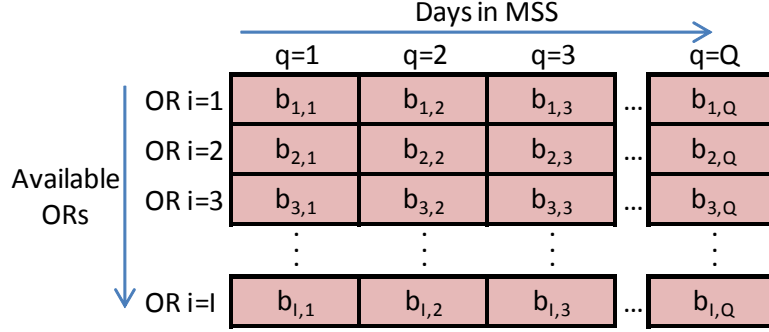 Days in MSS
q=1 q=2 q=3 q=Q
OR i=1 b1,1 b1,2 b1,3 ... b1,Q
OR i=2 b2,1 b2,2 b2,3 ... b2,Q
Available
ORs
OR i=3 b3,1 b3,2 b3,3 ... b3,Q
⋮ ⋮ ⋮ ⋮
OR i=I bI,1 bI,2 bI,3 ... bI,Q